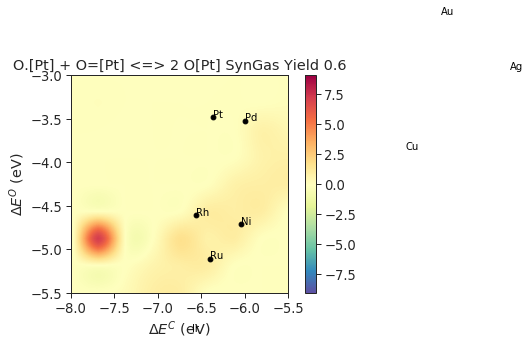 Au
Ag
O.[Pt] + O=[Pt] <=> 2 O[Pt] SynGas Yield 0.6
−3.0
−3.5
−4.0
−4.5
−5.0
−5.5
ΔE^O (eV)
Pt
Pd
Rh
Ni
Ru
Cu
7.5
5.0
2.5
0.0
−2.5
−5.0
−7.5
−8.0 −7.5 −7.0 −6.5 −6.0 −5.5
ΔE^C (eV)
Ir